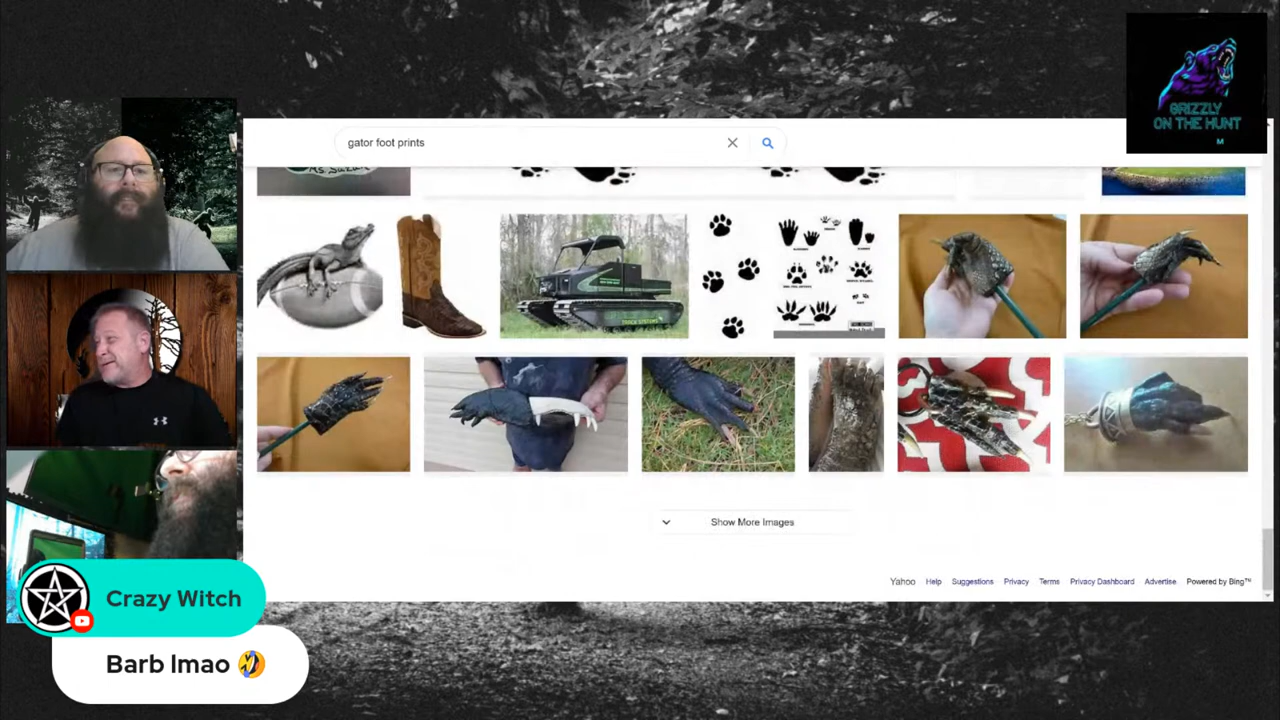 GRIZZLY
ON THE HUNT
M
gator foot prints
Show More Images
Yahoo Help Suggestions Privacy Terms Privacy Dashboard Advertise Powered by Bing™
Crazy Witch
Barb lmao 🤣